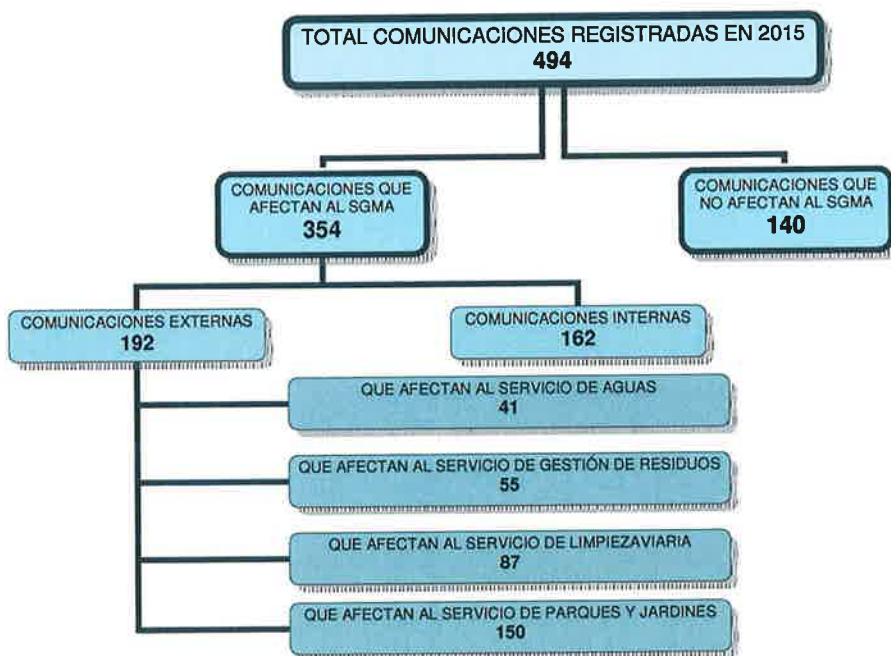 TOTAL COMUNICACIONES REGISTRADAS EN 2015
494
COMUNICACIONES QUE
AFECTAN AL SGMA
354
COMUNICACIONES QUE
NO AFECTAN AL SGMA
140
COMUNICACIONES EXTERNAS
192
COMUNICACIONES INTERNAS
162
QUE AFECTAN AL SERVICIO DE AGUAS
41
QUE AFECTAN AL SERVICIO DE GESTIÓN DE RESIDUOS
55
QUE AFECTAN AL SERVICIO DE LIMPIEZAVIARIA
87
QUE AFECTAN AL SERVICIO DE PARQUES Y JARDINES
150